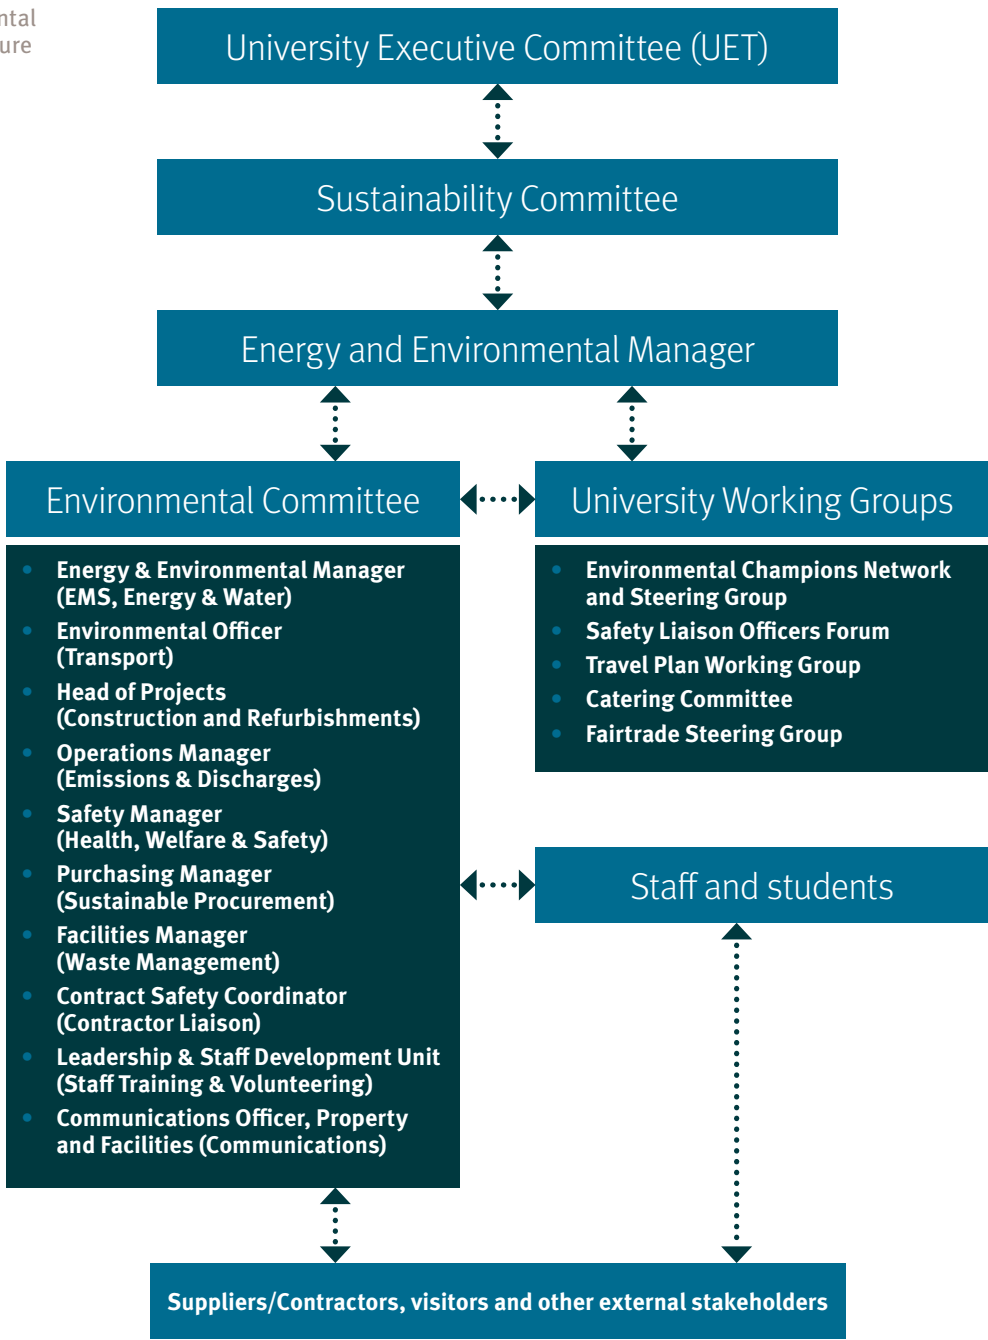 University Executive Committee (UET)
Sustainability Committee
Energy and Environmental Manager
Environmental Committee
• Energy & Environmental Manager
(EMS, Energy & Water)
• Environmental Officer
(Transport)
• Head of Projects
(Construction and Refurbishments)
• Operations Manager
(Emissions & Discharges)
• Safety Manager
(Health, Welfare & Safety)
• Purchasing Manager
(Sustainable Procurement)
• Facilities Manager
(Waste Management)
• Contract Safety Coordinator
(Contractor Liaison)
• Leadership & Staff Development Unit
(Staff Training & Volunteering)
• Communications Officer, Property
and Facilities (Communications)
University Working Groups
• Environmental Champions Network
and Steering Group
• Safety Liaison Officers Forum
• Travel Plan Working Group
• Catering Committee
• Fairtrade Steering Group
Staff and students
Suppliers/Contractors, visitors and other external stakeholders